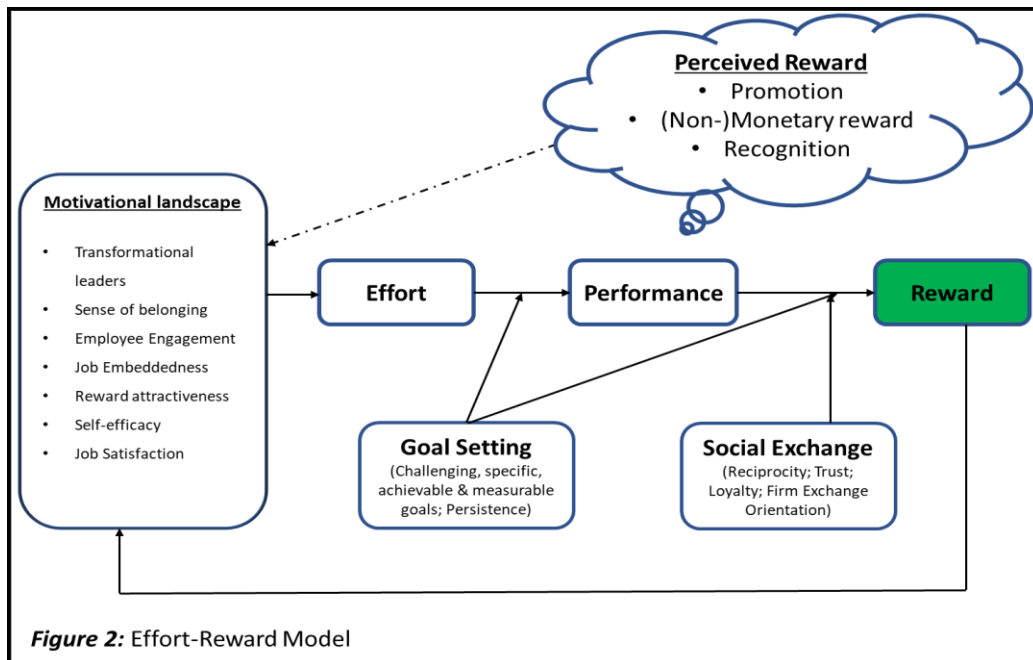 Perceived Reward
• Promotion
• (Non-)Monetary reward
• Recognition
Motivational landscape
• Transformational
leaders
• Sense of belonging
• Employee Engagement
• Job Embeddedness
• Reward attractiveness
• Self-efficacy
• Job Satisfaction
Effort
Performance
Reward
Goal Setting
(Challenging, specific,
achievable & measurable
goals; Persistence)
Social Exchange
(Reciprocity; Trust;
Loyalty; Firm Exchange
Orientation)
Figure 2: Effort-Reward Model